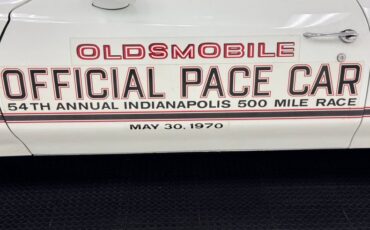 OLDSMOBILE
OFFICIAL PACE CAR
54TH ANNUAL INDIANAPOLIS 500 MILE RACE
MAY 30, 1970